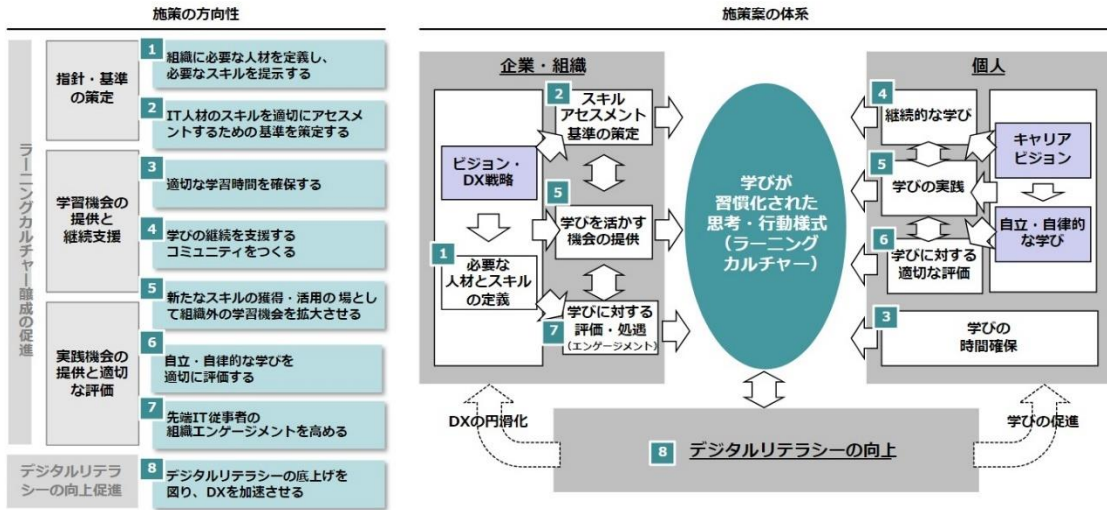 施策の方向性
ラーニングカルチャー醸成の促進
指針・基準
の策定
1
組織に必要な人材を定義し、
必要なスキルを提示する
2
IT人材のスキルを適切にアセスメ
ントするための 基準を策定する
学習機会の
提供と
継続支援
3
適切な学習時間を確保する
4
学びの継続を支援する
コミュニティをつくる
実践機会の
提供と適切
な評価
5
新たなスキルの獲得・活用の 場とし
て組織外の学習機会を拡大させる
6
自立・自律的な学びを
適切に評価する
7
先端IT従事者の
組織エンゲージメントを高める
デジタルリテラ
シーの向上促進
8
デジタルリテラシーの底上げを
図り、DXを加速させる
施策案の体系
企業・組織
ビジョン・
DX戦略
1
必要な
人材とスキル
の定義
2
スキル
アセスメント
基準の策定
5
学びを活かす
機会の提供
7
学びに対する
評価・処遇
(エンゲージメント)
学びが
習慣化された
思考・行動様式
(ラーニング
カルチャー)
個人
4
継続的な学び
5
学びの実践
6
学びに対する
適切な評価
キャリア
ビジョン
自立・自律的
な学び
3
学びの
時間確保
DXの円滑化
8
デジタルリテラシーの向上
学びの促進